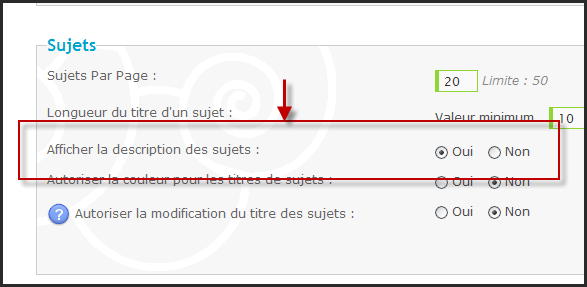 Sujets
Sujets Par Page : 20 Limite : 50
Longueur du titre d'un sujet : Valeur minimum 10
Afficher la description des sujets : Oui Non
Autoriser la couleur pour les titres de sujets : Oui Non
? Autoriser la modification du titre des sujets : Oui Non